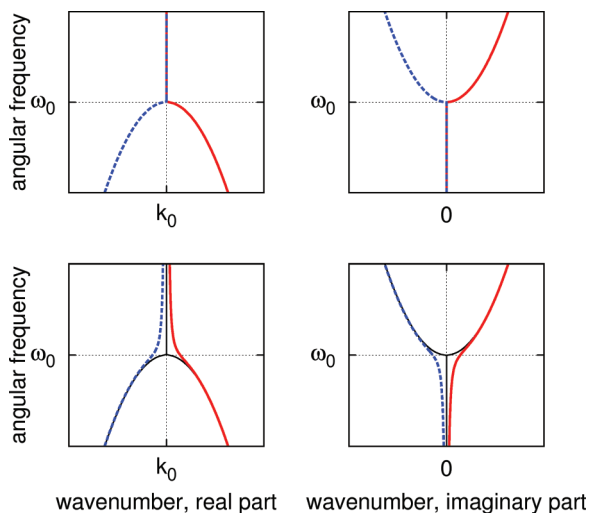 angular frequency
ω₀
k₀
ω₀
0
angular frequency
ω₀
k₀
ω₀
0
wavenumber, real part
wavenumber, imaginary part